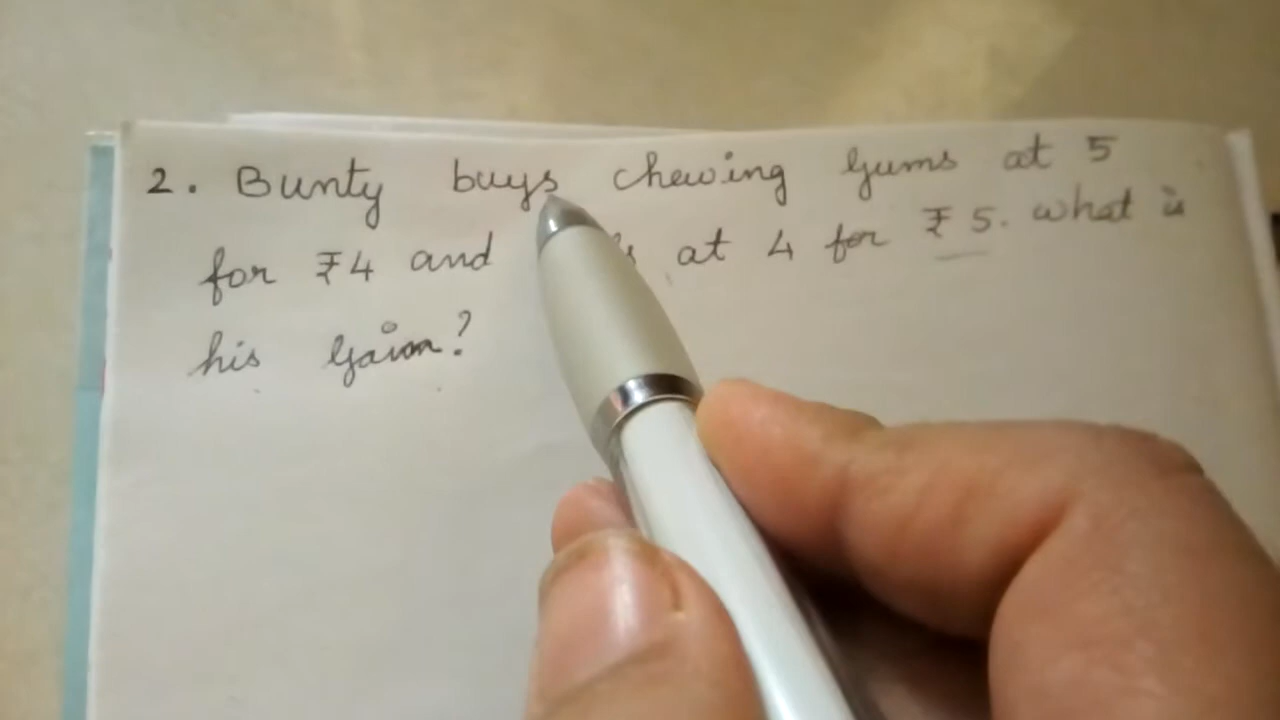 2. Bunty buys chewing gums at 5
for ₹4 and at 4 for ₹ 5. what is
his gain?